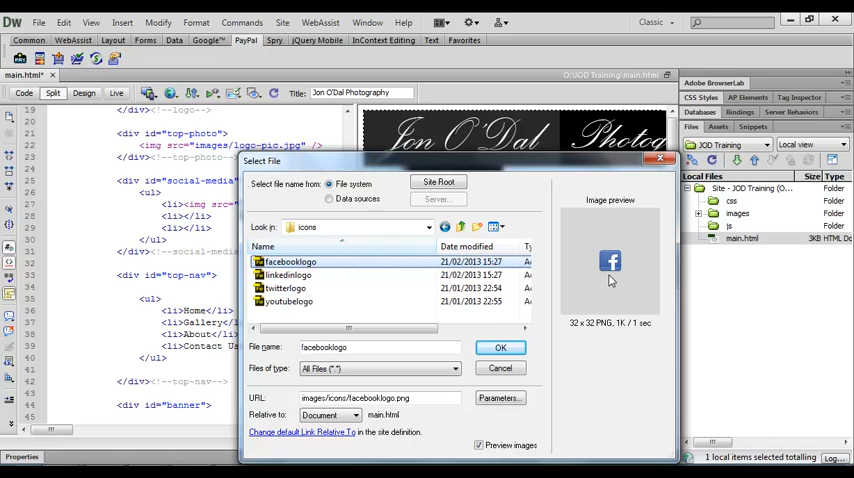 Dw File Edit View Insert Modify Format Commands Site WebAssist Window Help Classic
Common WebAssist Layout Forms Data Google™ PayPal Spry jQuery Mobile InContext Editing Text Favorites
main.html* × O:\JOD Training\main.html
Code Split Design Live Title: Jon O'Dal Photography
19 </div><!--logo-->
20
21 <div id="top-photo">
22 <img src="images/logo-pic.jpg" />
23 </div><!--top-photo-->
24
25 <div id="social-media"
26 <ul>
27 <li><img src="
28 <li></li>
29 <li></li>
30 </ul>
31 </div><!--social-medi
32
33 <div id="top-nav">
34
35 <ul>
36 <li>Home</li>
37 <li>Gallery</li>
38 <li>About</li>
39 <li>Contact Us
40 </ul>
41
42 </div><!--top-nav-->
43
44 <div id="banner">
45
Properties
Jon O'Dal Photog
Select File
Select file name from: File system Site Root
Data sources Server...
Look in: icons
Name Date modified Ty
facebooklogo 21/02/2013 15:27 A
linkedinlogo 21/02/2013 15:27 A
twitterlogo 21/01/2013 22:54 A
youtubelogo 21/01/2013 22:55 A
File name: facebooklogo OK
Files of type: All Files (*.*) Cancel
URL: images/icons/facebooklogo.png Parameters...
Relative to: Document main.html
Change default Link Relative To in the site definition.
Preview images
Image preview
f
32 x 32 PNG, 1K / 1 sec
Adobe BrowserLab
CSS Styles AP Elements Tag Inspector
Databases Bindings Server Behaviors
Files Assets Snippets
JOD Training Local view
Local Files Size Type
Site - JOD Training (O... Folder
css Folder
images Folder
js Folder
main.html 3KB HTML Do
1 local items selected totalling Log...